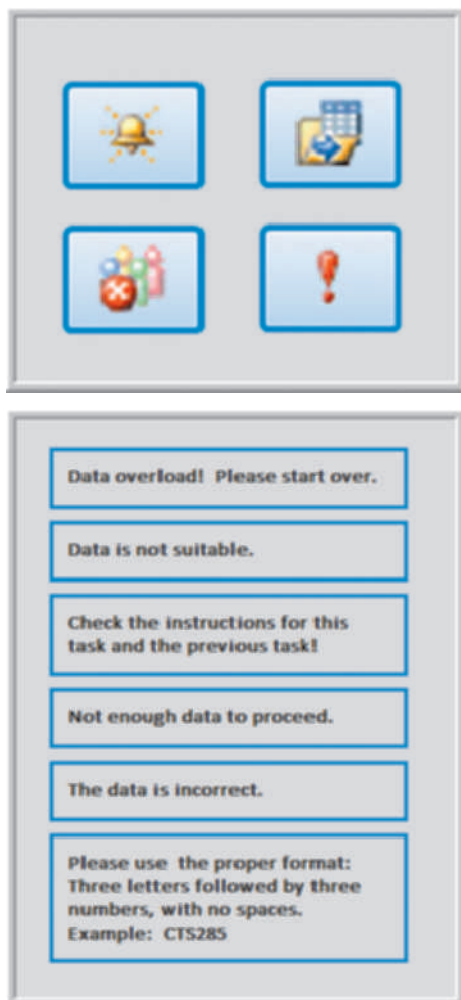 Data overload!  Please start over.
Data is not suitable.
Check the instructions for this
task and the previous task!
Not enough data to proceed.
The data is incorrect.
Please use  the proper format:
Three letters followed by three
numbers, with no spaces.
Example:  CTS285